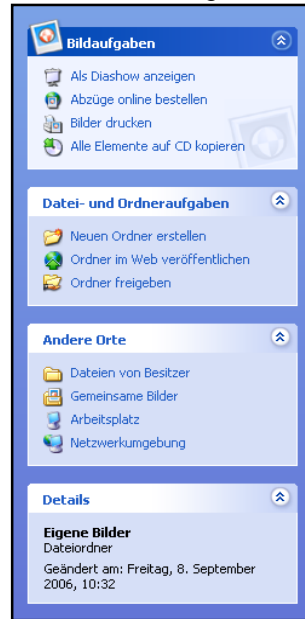 Bildaufgaben
Als Diashow anzeigen
Abzüge online bestellen
Bilder drucken
Alle Elemente auf CD kopieren
Datei- und Ordneraufgaben
Neuen Ordner erstellen
Ordner im Web veröffentlichen
Ordner freigeben
Andere Orte
Dateien von Besitzer
Gemeinsame Bilder
Arbeitsplatz
Netzwerkumgebung
Details
Eigene Bilder
Dateiordner
Geändert am: Freitag, 8. September
2006, 10:32